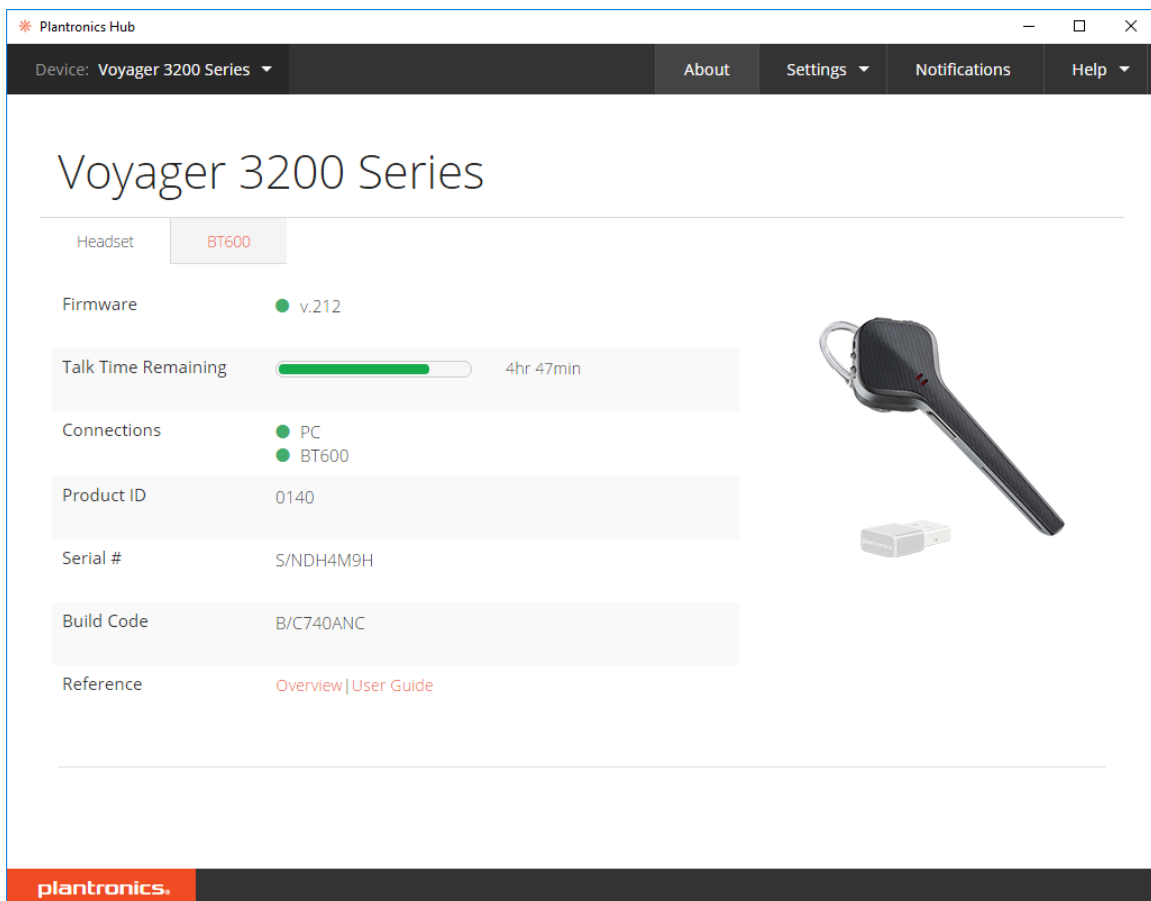 Plantronics Hub
Device: Voyager 3200 Series
About
Settings
Notifications
Help
Voyager 3200 Series
Headset
BT600
Firmware
v.212
Talk Time Remaining
4hr 47min
Connections
PC
BT600
Product ID
0140
Serial #
S/NDH4M9H
Build Code
B/C740ANC
Reference
Overview|User Guide
plantronics
plantronics.